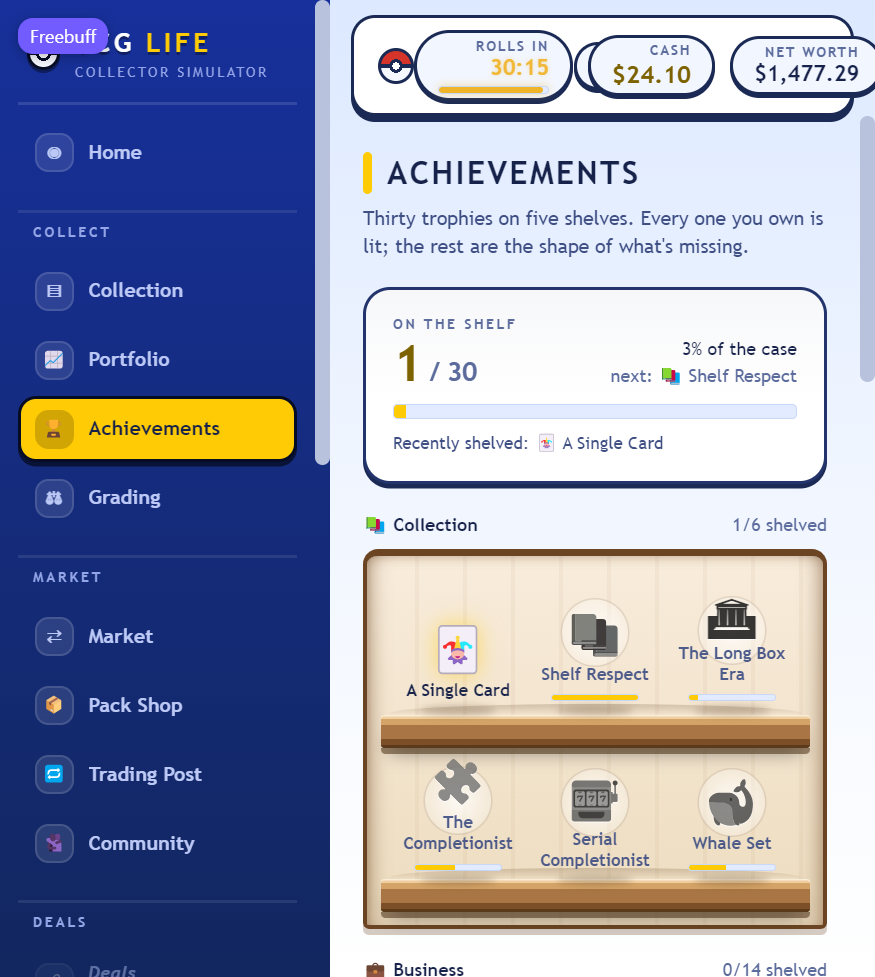 Freebuff
CG LIFE
COLLECTOR SIMULATOR
Home
COLLECT
Collection
Portfolio
Achievements
Grading
MARKET
Market
Pack Shop
Trading Post
Community
DEALS
Deals
ROLLS IN
30:15
CASH
$24.10
NET WORTH
$1,477.29
ACHIEVEMENTS
Thirty trophies on five shelves. Every one you own is
lit; the rest are the shape of what's missing.
ON THE SHELF
1 / 30
3% of the case
next: Shelf Respect
Recently shelved: A Single Card
Collection
1/6 shelved
A Single Card
Shelf Respect
The Long Box
Era
The
Completionist
777
Serial
Completionist
Whale Set
Business
0/14 shelved